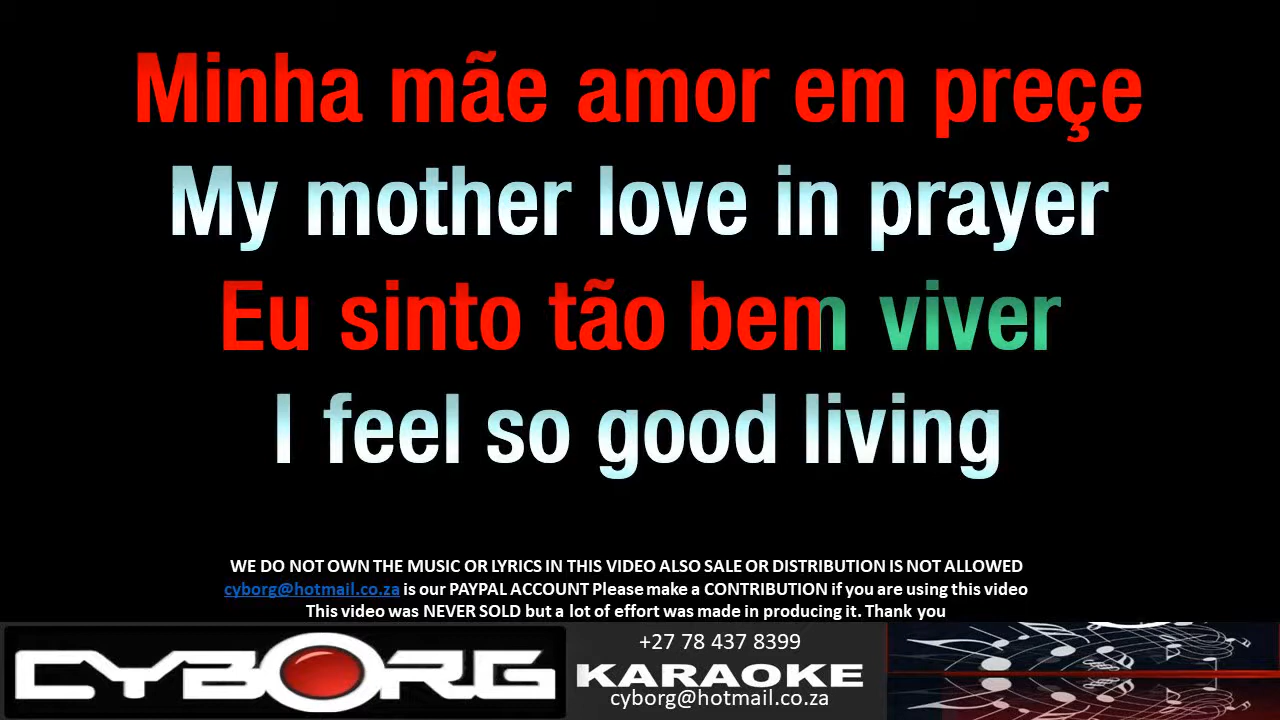 Minha mãe amor em preçe
My mother love in prayer
Eu sinto tão bem viver
I feel so good living
WE DO NOT OWN THE MUSIC OR LYRICS IN THIS VIDEO ALSO SALE OR DISTRIBUTION IS NOT ALLOWED
cyborg@hotmail.co.za is our PAYPAL ACCOUNT Please make a CONTRIBUTION if you are using this video
This video was NEVER SOLD but a lot of effort was made in producing it. Thank you
CYBORG
+27 78 437 8399
KARAOKE
cyborg@hotmail.co.za